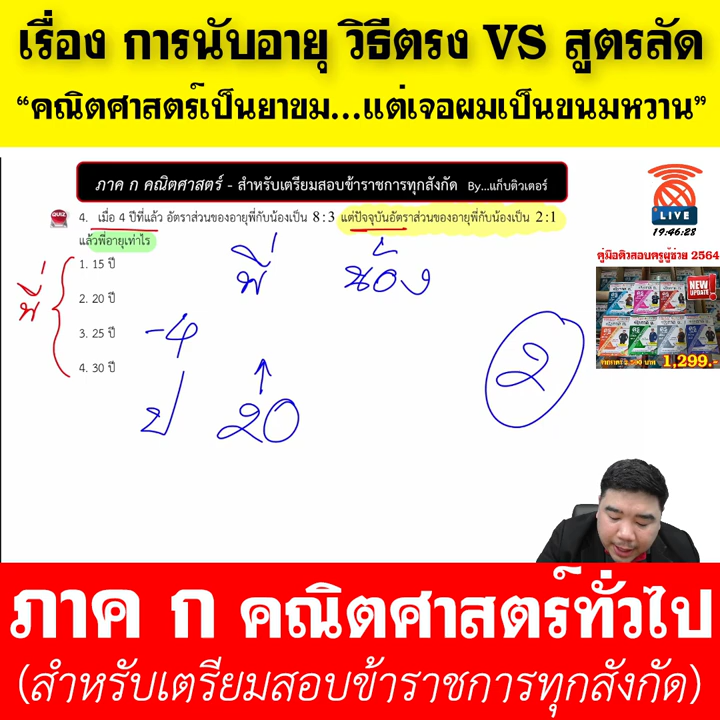 เรื่อง การนับอายุ วิธีตรง VS สูตรลัด
“คณิตศาสตร์เป็นยาขม...แต่เจอผมเป็นขนมหวาน”
ภาค ก คณิตศาสตร์ - สำหรับเตรียมสอบข้าราชการทุกสังกัด By...แก็บติวเตอร์
QUIZ
4. เมื่อ 4 ปีที่แล้ว อัตราส่วนของอายุพี่กับน้องเป็น 8:3 แต่ปัจจุบันอัตราส่วนของอายุพี่กับน้องเป็น 2:1
แล้วพี่อายุเท่าไร
1. 15 ปี
2. 20 ปี
3. 25 ปี
4. 30 ปี
พี่
พี่ น้อง
-4
ป 20
2
LIVE
19:46:28
คู่มือติวสอบครูผู้ช่วย 2564
NEW
UPDATE!
1,299.-
ภาค ก คณิตศาสตร์ทั่วไป
(สำหรับเตรียมสอบข้าราชการทุกสังกัด)